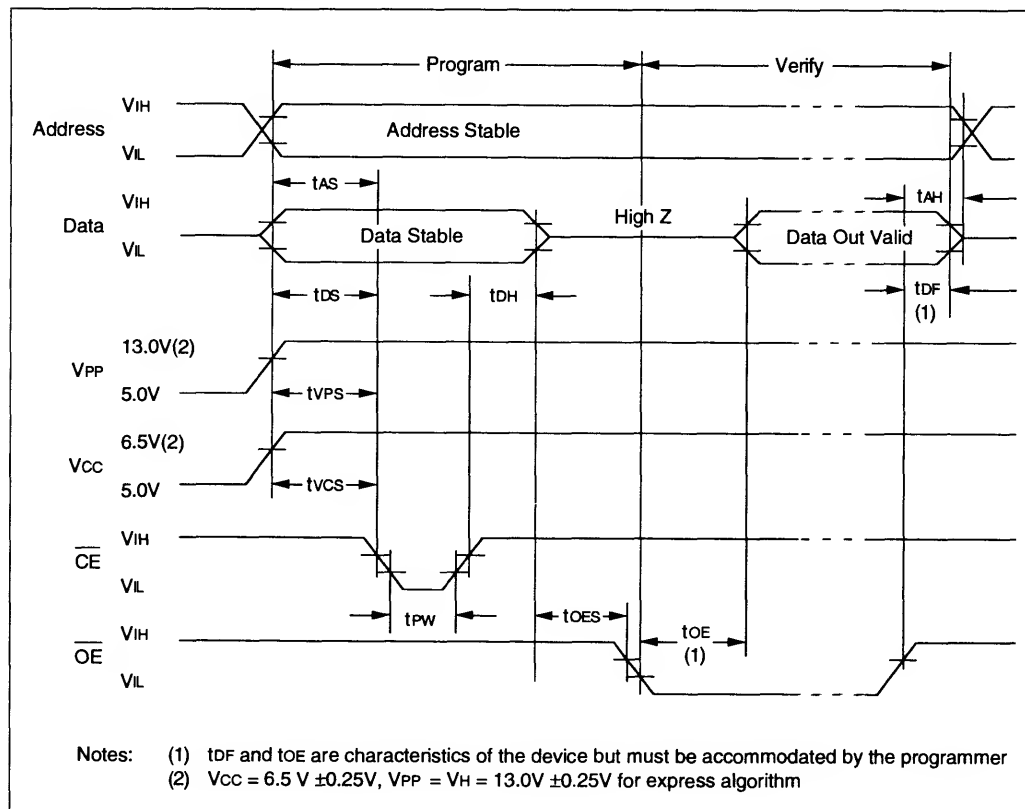 Program
Verify
Address
VIH
VIL
Address Stable
tAS
tAH
Data
VIH
VIL
Data Stable
High Z
Data Out Valid
tDS
tDH
tDF
(1)
VPP
13.0V(2)
5.0V
tVPS
VCC
6.5V(2)
5.0V
tVCS
CE
VIH
VIL
tPW
tOES
tOE
(1)
OE
VIH
VIL
Notes: (1) tDF and tOE are characteristics of the device but must be accommodated by the programmer
(2) VCC = 6.5 V ±0.25V, VPP = VH = 13.0V ±0.25V for express algorithm